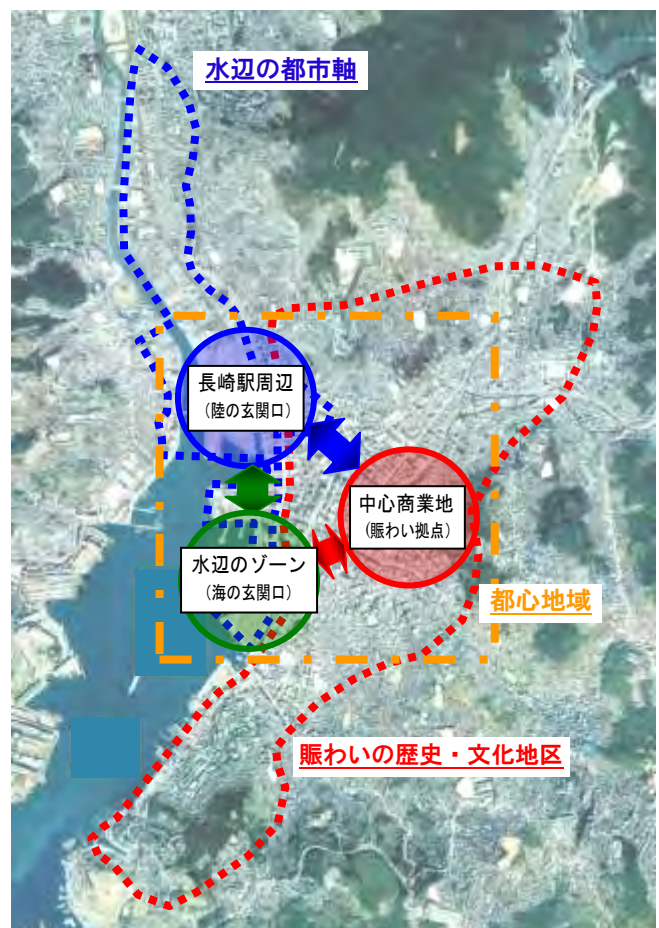 水辺の都市軸
長崎駅周辺
（陸の玄関口）
中心商業地
（賑わい拠点）
水辺のゾーン
（海の玄関口）
都心地域
賑わいの歴史・文化地区